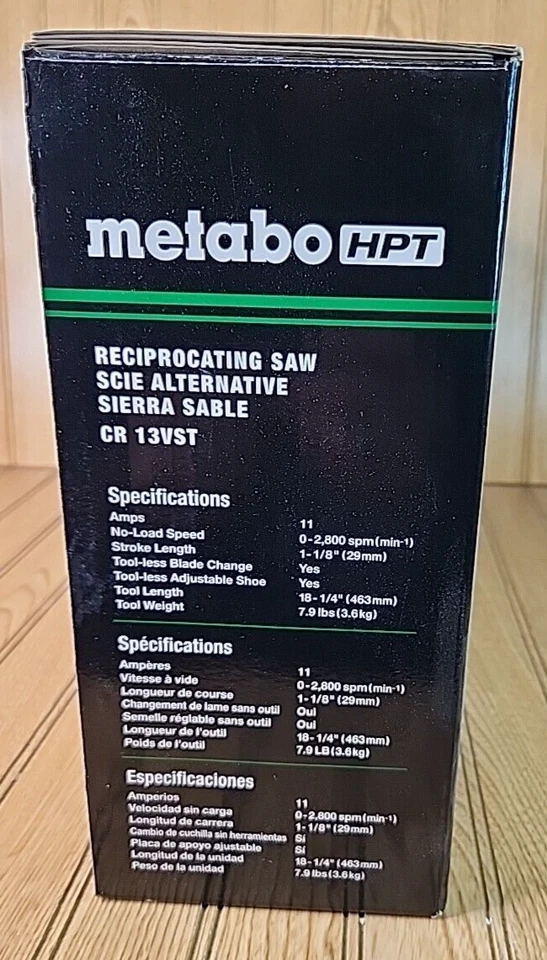 metabo HPT
RECIPROCATING SAW
SCIE ALTERNATIVE
SIERRA SABLE
CR 13VST
Specifications
Amps 11
No-Load Speed 0-2,800 spm(min-1)
Stroke Length 1-1/8" (29mm)
Tool-less Blade Change Yes
Tool-less Adjustable Shoe Yes
Tool Length 18-1/4" (463mm)
Tool Weight 7.9 lbs(3.6kg)
Spécifications
Ampères 11
Vitesse à vide 0-2,800 spm(min-1)
Longueur de course 1-1/8" (29mm)
Changement de lame sans outil Oui
Semelle réglable sans outil Oui
Longueur de l'outil 18-1/4" (463mm)
Poids de l'outil 7.9 LB(3.6kg)
Especificaciones
Amperios 11
Velocidad sin carga 0-2,800 spm(min-1)
Longitud de carrera 1-1/8" (29mm)
Cambio de cuchilla sin herramientas Sí
Placa de apoyo ajustable Sí
Longitud de la unidad 18-1/4" (463mm)
Peso de la unidad 7.9 lbs(3.6kg)